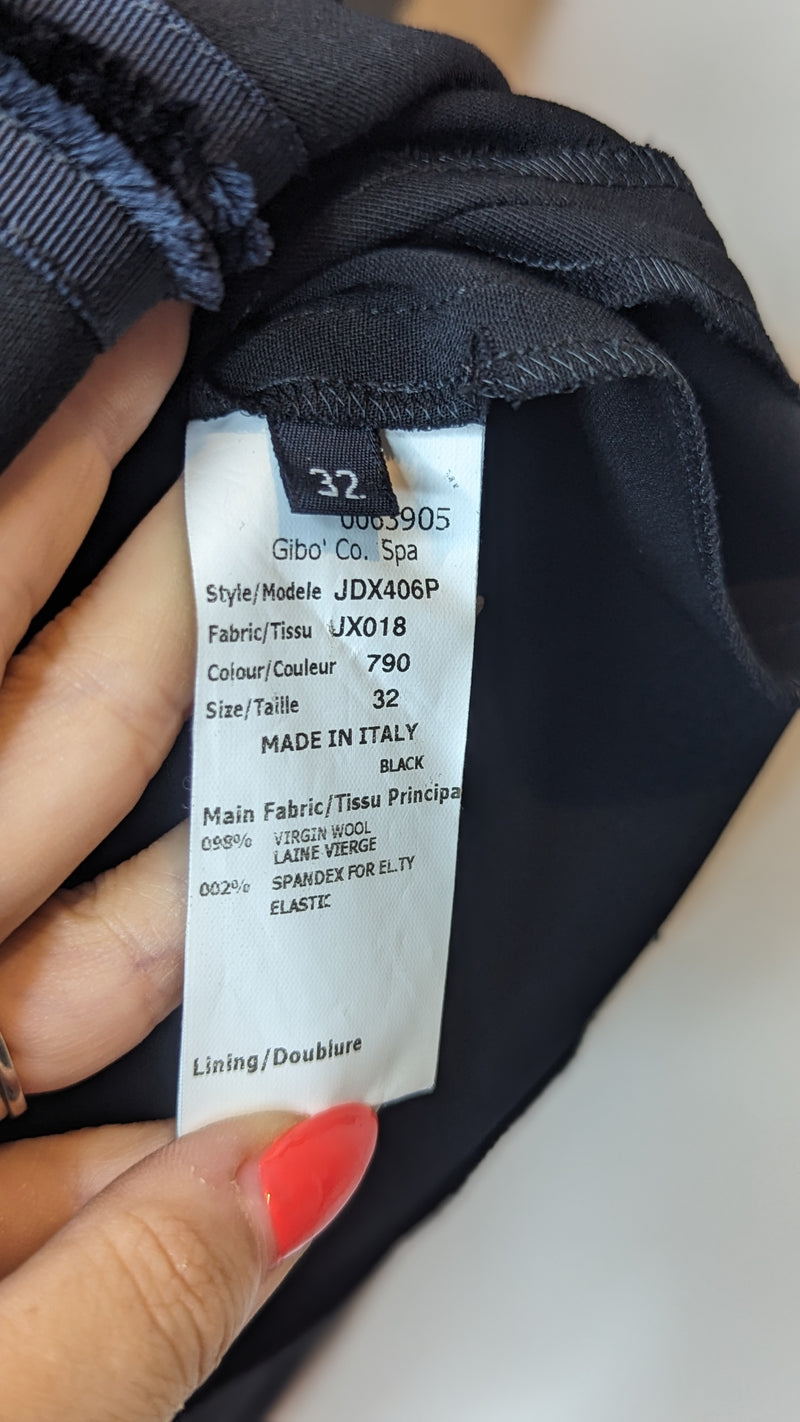 32
0063905
Gibo' Co. Spa
Style/Modele JDX406P
Fabric/Tissu JX018
Colour/Couleur 790
Size/Taille 32
MADE IN ITALY
BLACK
Main Fabric/Tissu Principa
098% VIRGIN WOOL
LAINE VIERGE
002% SPANDEX FOR EL.TY
ELASTIC
Lining/Doublure